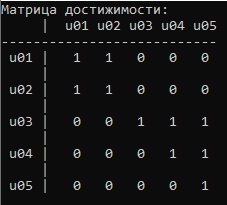 Матрица достижимости:
| u01 u02 u03 u04 u05
---------------------------
u01 | 1 1 0 0 0
|
u02 | 1 1 0 0 0
|
u03 | 0 0 1 1 1
|
u04 | 0 0 0 1 1
|
u05 | 0 0 0 0 1